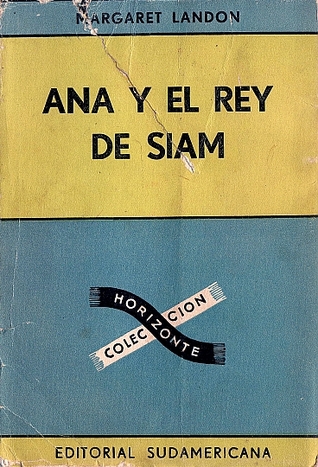 MARGARET LANDON
ANA Y EL REY
DE SIAM
HORIZONTE
COLECCION
EDITORIAL SUDAMERICANA